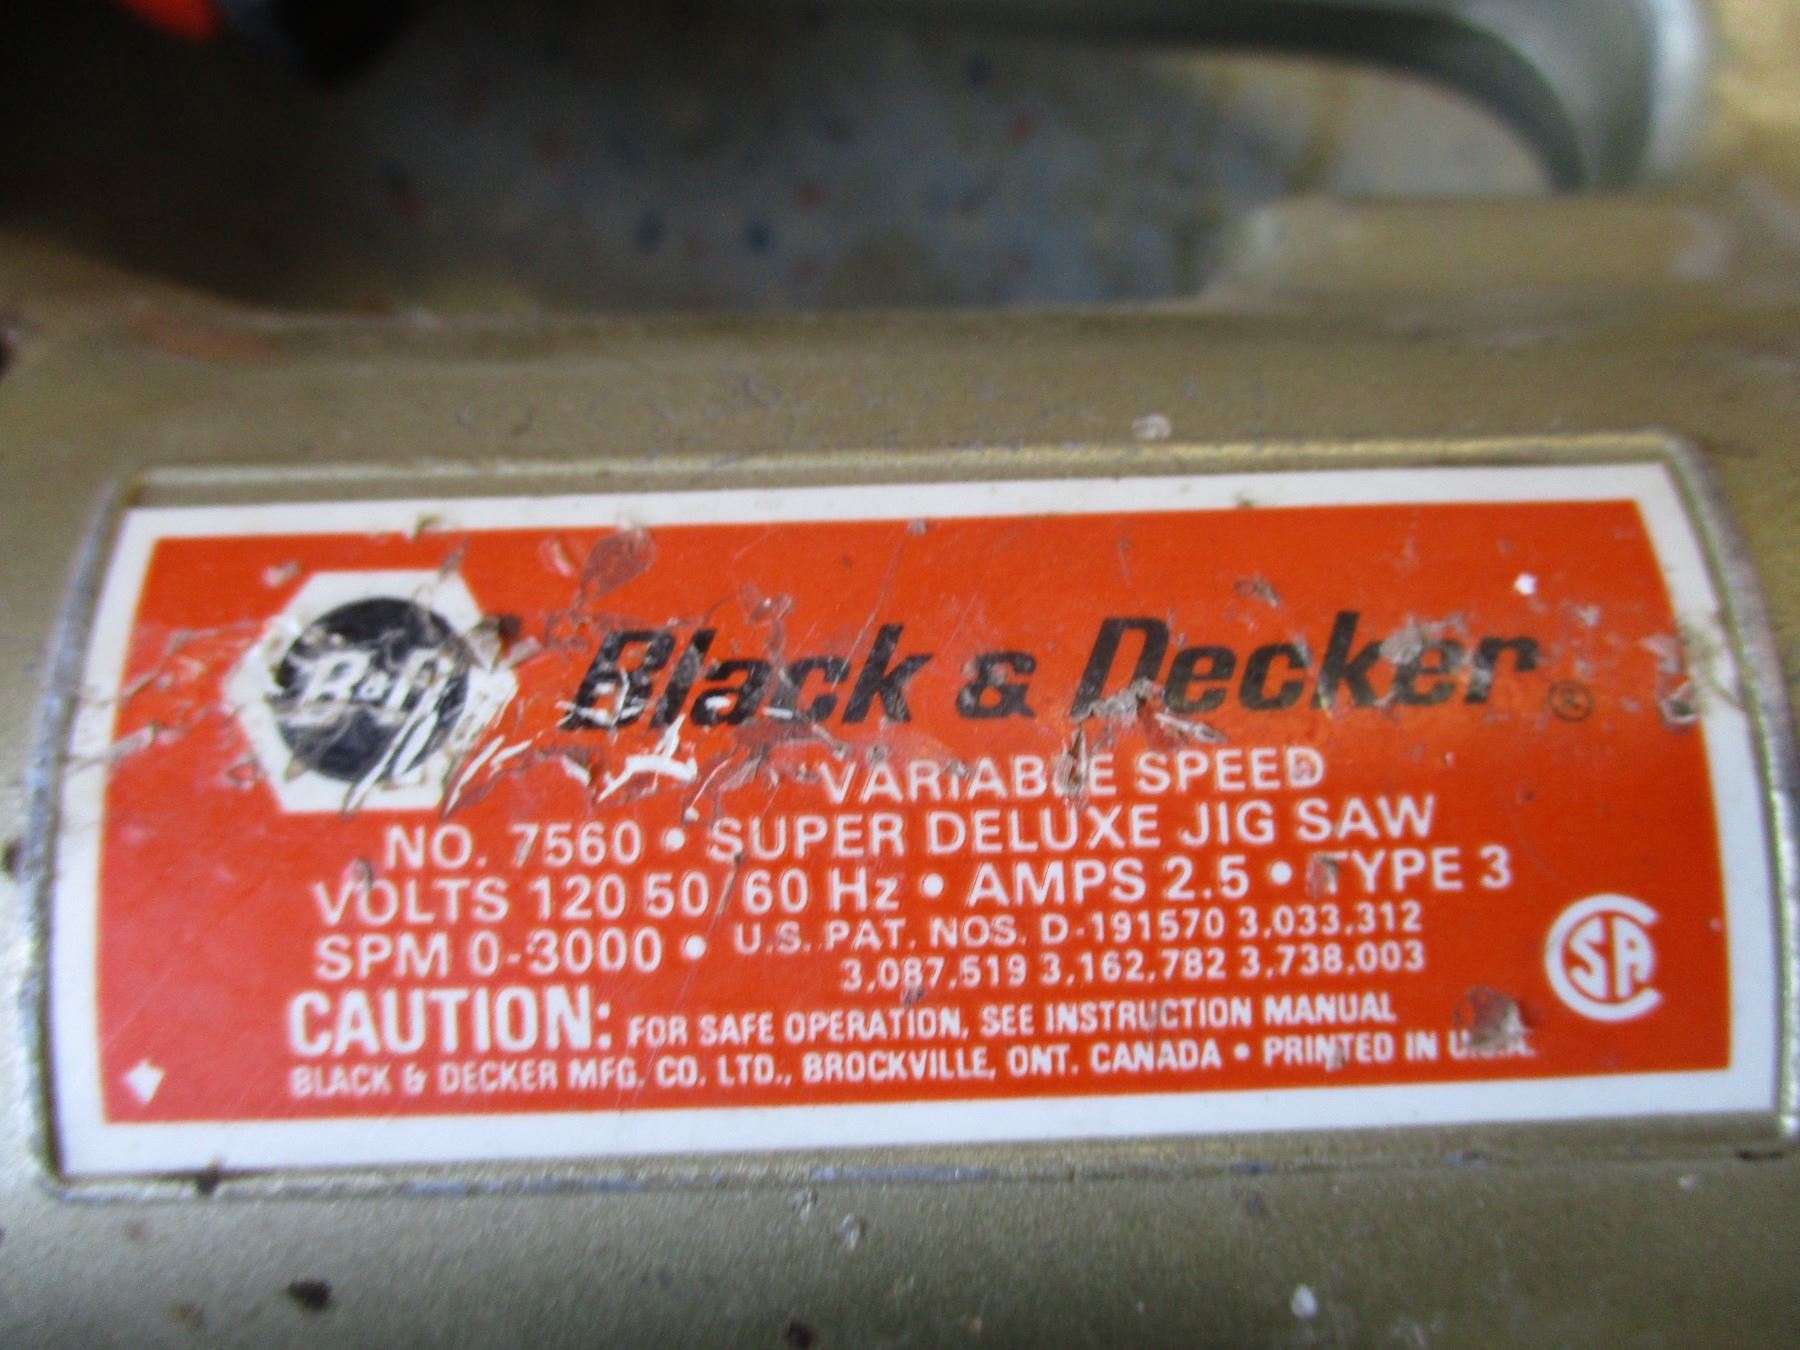 B&D Black & Decker®
VARIABLE SPEED
NO. 7560 • SUPER DELUXE JIG SAW
VOLTS 120 50/60 Hz • AMPS 2.5 • TYPE 3
SPM 0-3000 • U.S. PAT. NOS. D-191570 3,033.312
3,087,519 3,162,782 3,738.003
CAUTION: FOR SAFE OPERATION, SEE INSTRUCTION MANUAL
BLACK & DECKER MFG. CO. LTD., BROCKVILLE, ONT. CANADA • PRINTED IN U.S.A.
CSA